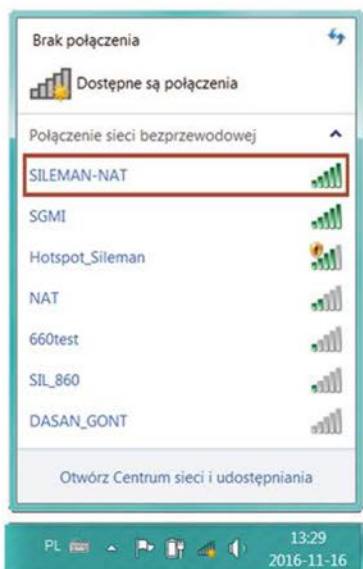 Brak połączenia
Dostępne są połączenia
Połączenie sieci bezprzewodowej
SILEMAN-NAT
SGMI
Hotspot_Sileman
NAT
660test
SIL_860
DASAN_GONT
Otwórz Centrum sieci i udostępniania
PL
13:29
2016-11-16